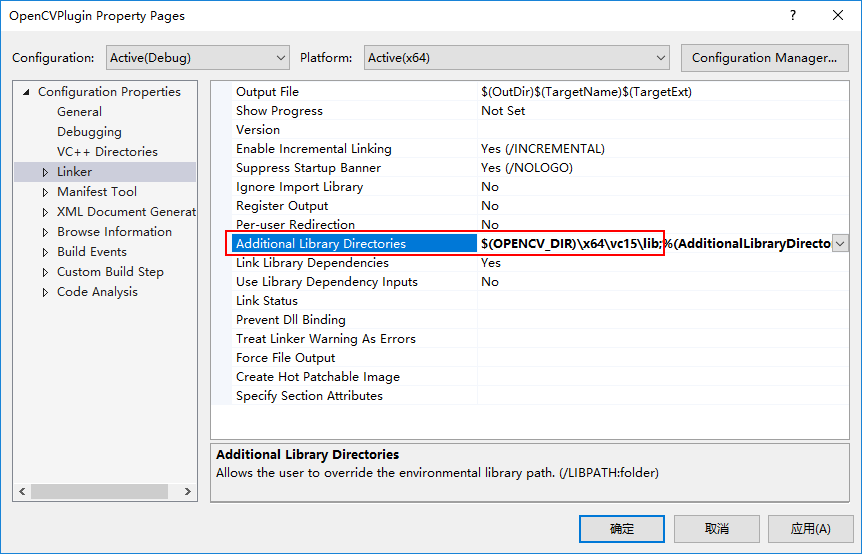 OpenCVPlugin Property Pages
?
Configuration: Active(Debug) Platform: Active(x64) Configuration Manager...
Configuration Properties
General
Debugging
VC++ Directories
Linker
Manifest Tool
XML Document Generat
Browse Information
Build Events
Custom Build Step
Code Analysis
Output File $(OutDir)$(TargetName)$(TargetExt)
Show Progress Not Set
Version
Enable Incremental Linking Yes (/INCREMENTAL)
Suppress Startup Banner Yes (/NOLOGO)
Ignore Import Library No
Register Output No
Per-user Redirection No
Additional Library Directories $(OPENCV_DIR)\x64\vc15\lib;%(AdditionalLibraryDirecto
Link Library Dependencies Yes
Use Library Dependency Inputs No
Link Status
Prevent Dll Binding
Treat Linker Warning As Errors
Force File Output
Create Hot Patchable Image
Specify Section Attributes
Additional Library Directories
Allows the user to override the environmental library path. (/LIBPATH:folder)
确定 取消 应用(A)